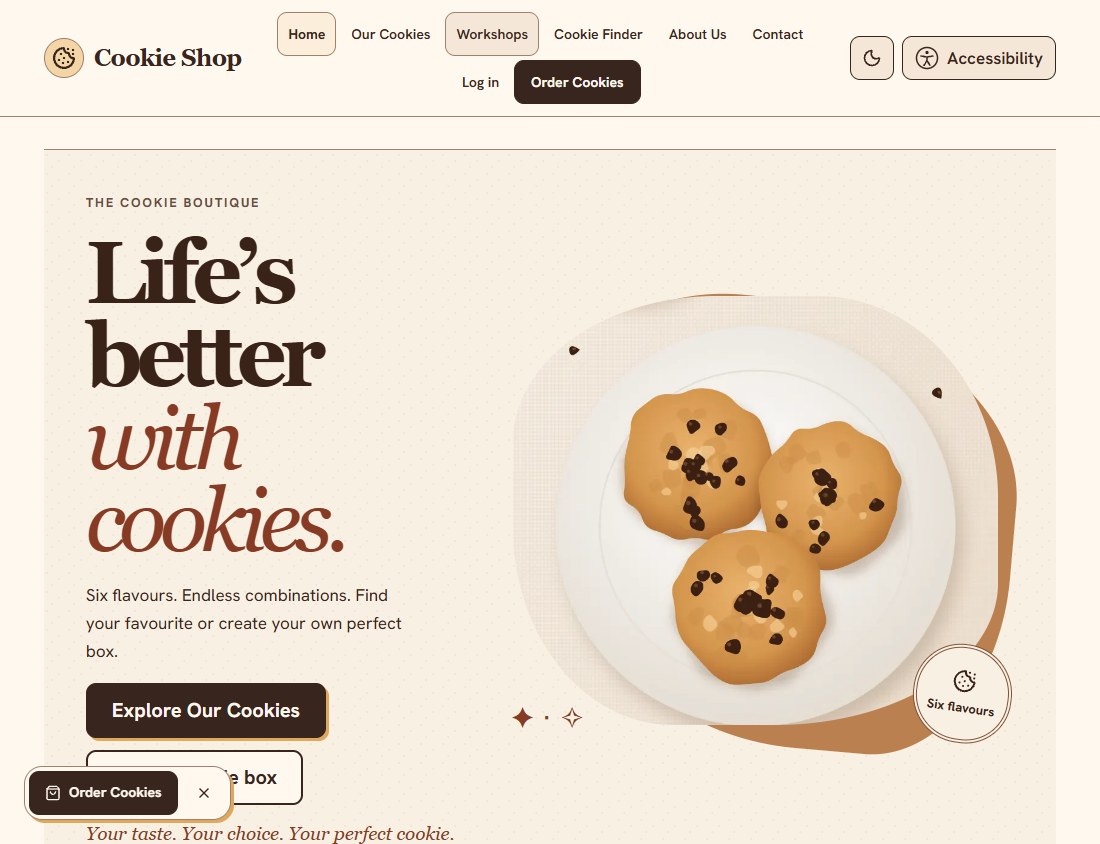 Cookie Shop
Home
Our Cookies
Workshops
Cookie Finder
About Us
Contact
Log in
Order Cookies
Accessibility
THE COOKIE BOUTIQUE
Life’s
better
with
cookies.
Six flavours. Endless combinations. Find
your favourite or create your own perfect
box.
Explore Our Cookies
box
Order Cookies
Your taste. Your choice. Your perfect cookie.
Six flavours